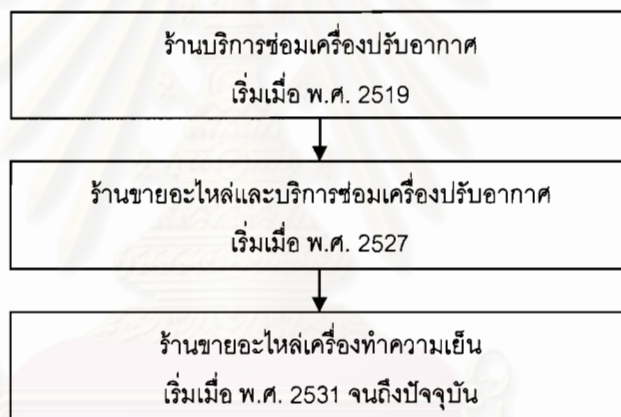 ร้านบริการซ่อมเครื่องปรับอากาศ
เริ่มเมื่อ พ.ศ. 2519
ร้านขายอะไหล่และบริการซ่อมเครื่องปรับอากาศ
เริ่มเมื่อ พ.ศ. 2527
ร้านขายอะไหล่เครื่องทำความเย็น
เริ่มเมื่อ พ.ศ. 2531 จนถึงปัจจุบัน